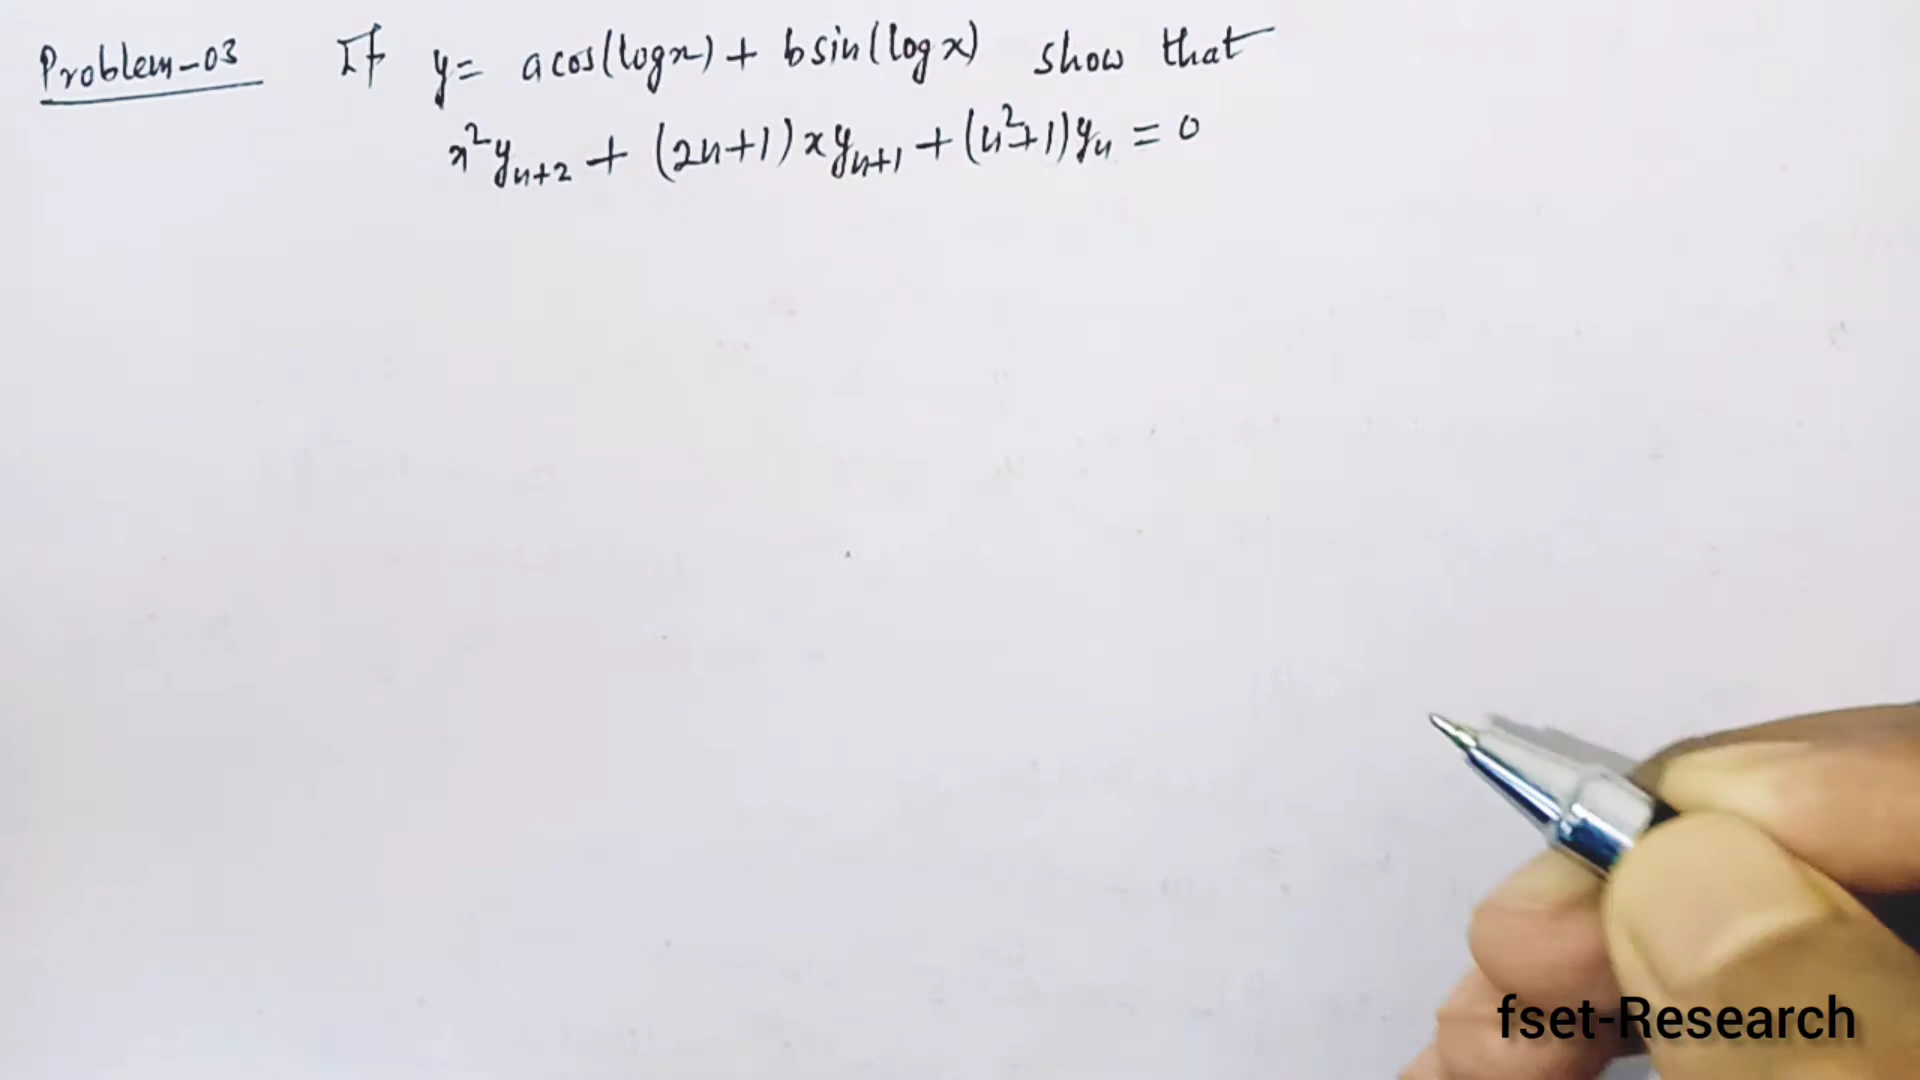 Problem-03 If y = a cos(log x) + b sin(log x) show that
x²yₙ₊₂ + (2n+1)xyₙ₊₁ + (n²+1)yₙ = 0
fset-Research